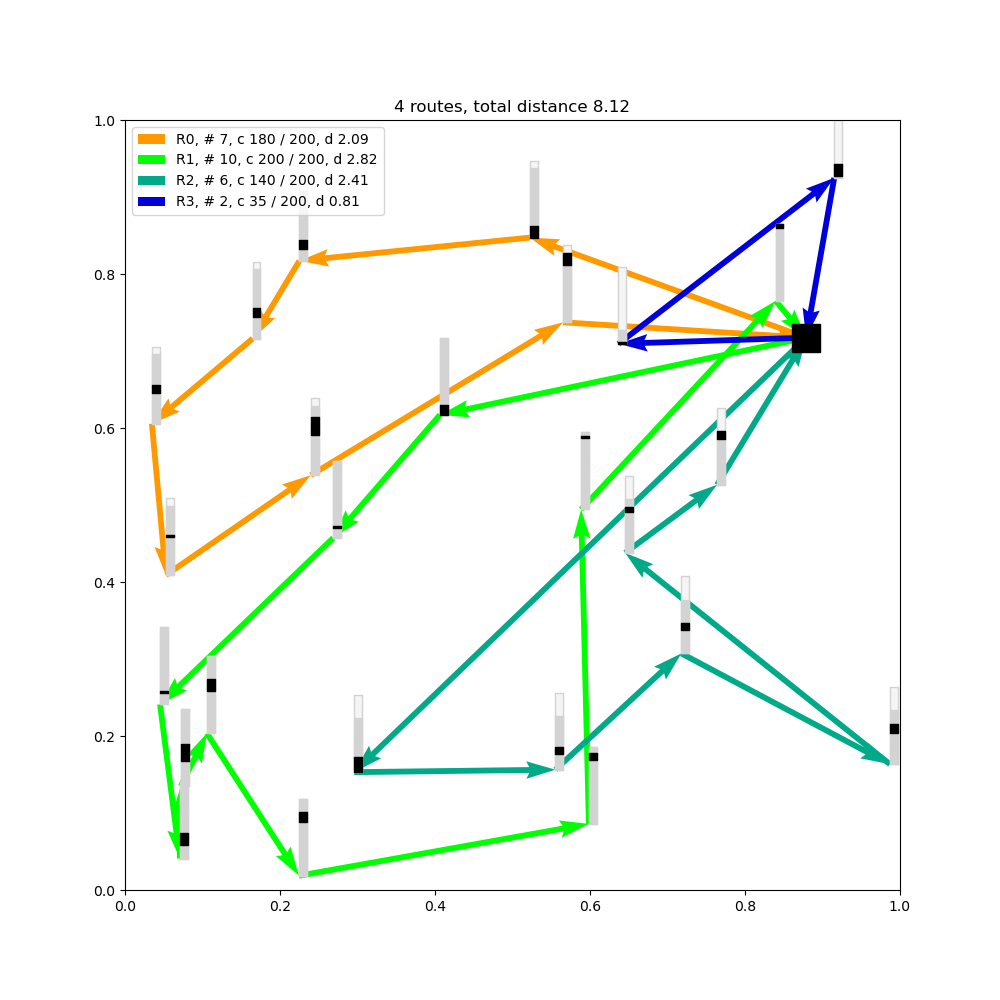 4 routes, total distance 8.12
R0, # 7, c 180 / 200, d 2.09
R1, # 10, c 200 / 200, d 2.82
R2, # 6, c 140 / 200, d 2.41
R3, # 2, c 35 / 200, d 0.81
1.0
0.8
0.6
0.4
0.2
0.0
0.0 0.2 0.4 0.6 0.8 1.0